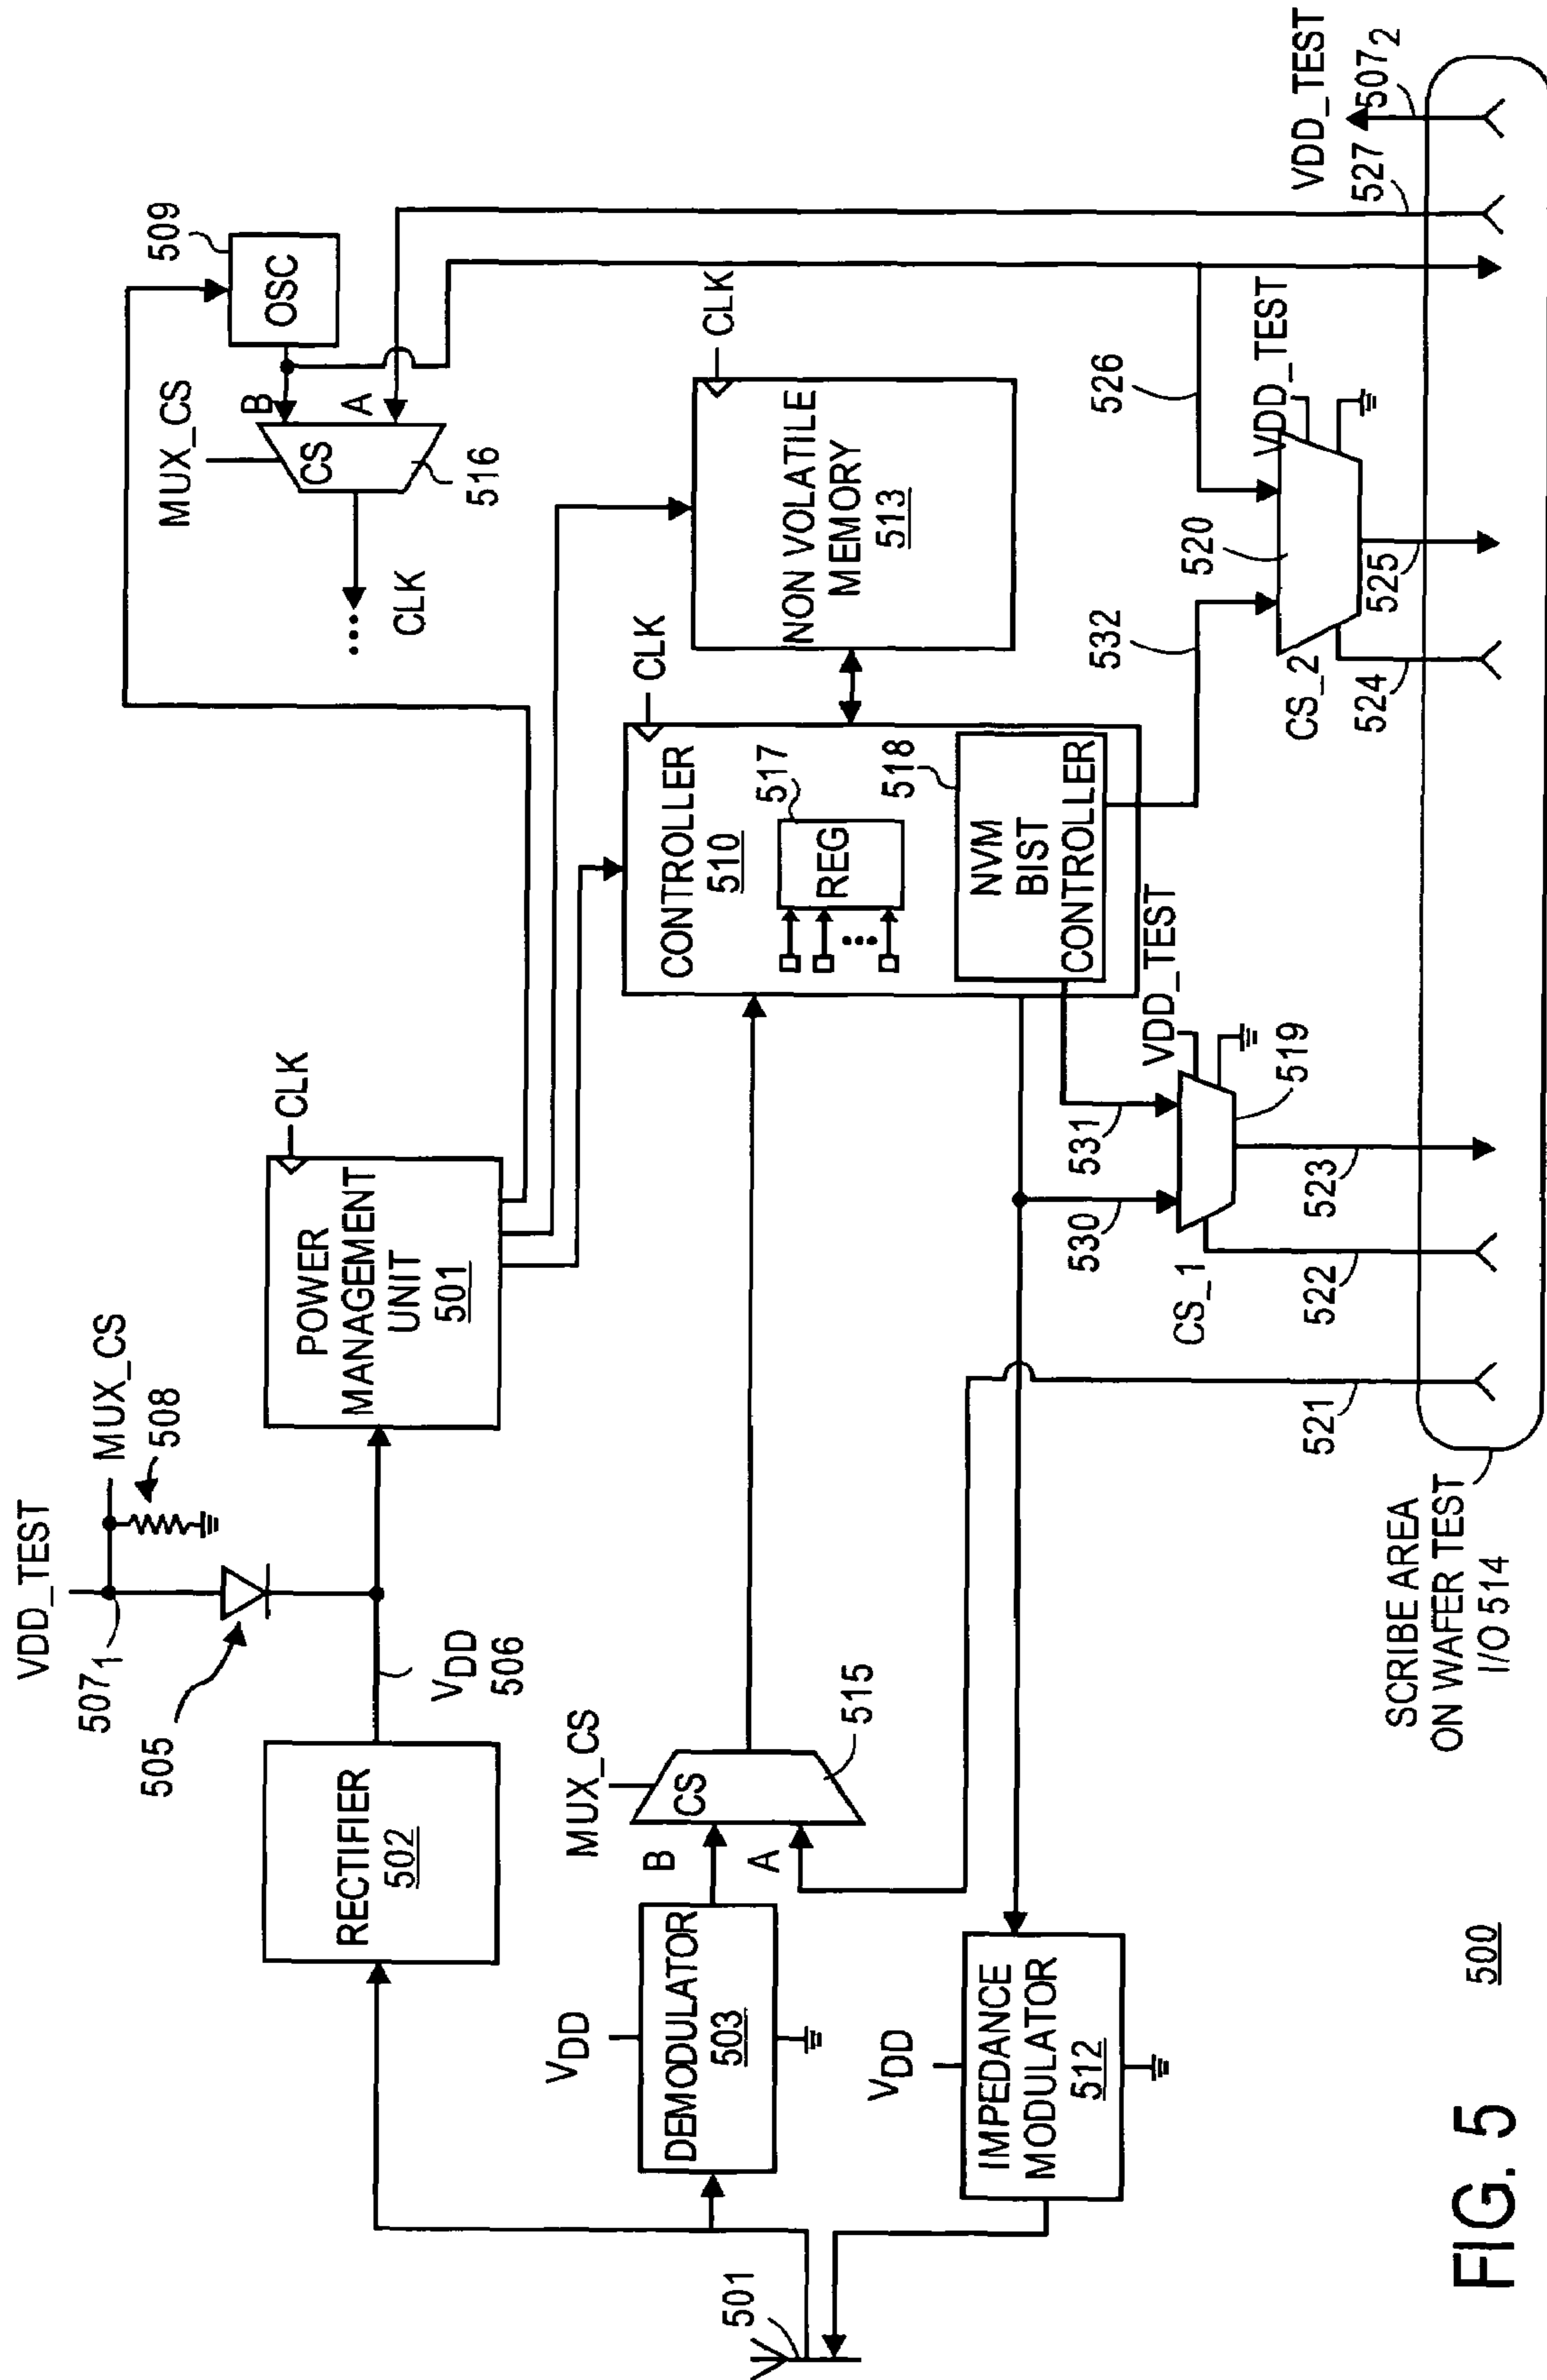 VDD_TEST
507₁
MUX_CS
508
505
V_DD
506
RECTIFIER
502
POWER
MANAGEMENT
UNIT
501
CLK
MUX_CS
OSC
509
B
A
CS
516
CLK
V_DD
DEMODULATOR
503
B
A
MUX_CS
CS
515
CONTROLLER
510
CLK
REG
517
NVM
BIST
CONTROLLER
518
NON VOLATILE
MEMORY
513
CLK
501
V_DD
IMPEDANCE
MODULATOR
512
530
531
VDD_TEST
CS_1
519
532
526
520
VDD_TEST
CS_2
521
522
523
524
525
527
VDD_TEST
507₂
SCRIBE AREA
ON WAFER TEST
I/O 514
500
FIG. 5